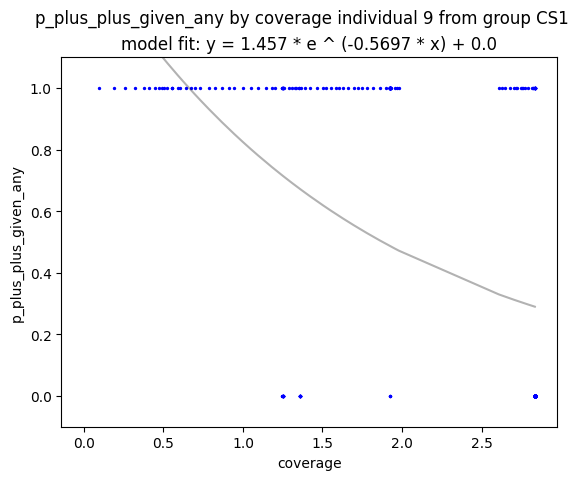 p_plus_plus_given_any by coverage individual 9 from group CS1
model fit: y = 1.457 * e ^ (-0.5697 * x) + 0.0
1.0
0.8
0.6
0.4
0.2
0.0
p_plus_plus_given_any
0.0 0.5 1.0 1.5 2.0 2.5
coverage